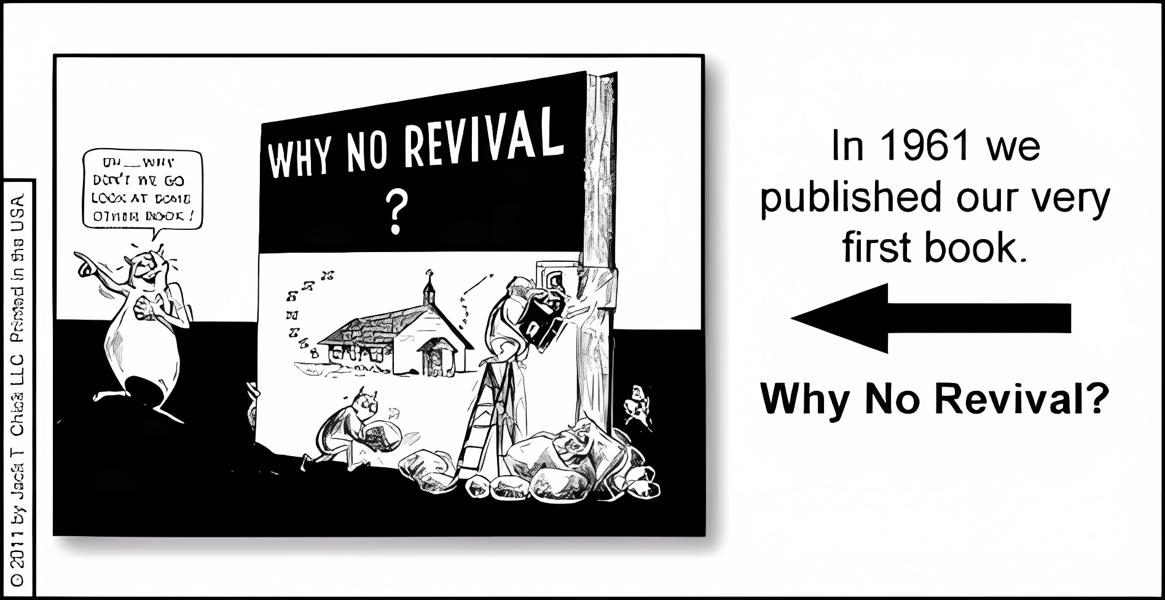 UH __ WHY
DON'T WE GO
LOOK AT SOME
OTHER BOOK!
WHY NO REVIVAL
?
In 1961 we
published our very
first book.
Why No Revival?
© 2011 by Jack T Chick LLC Printed in the USA